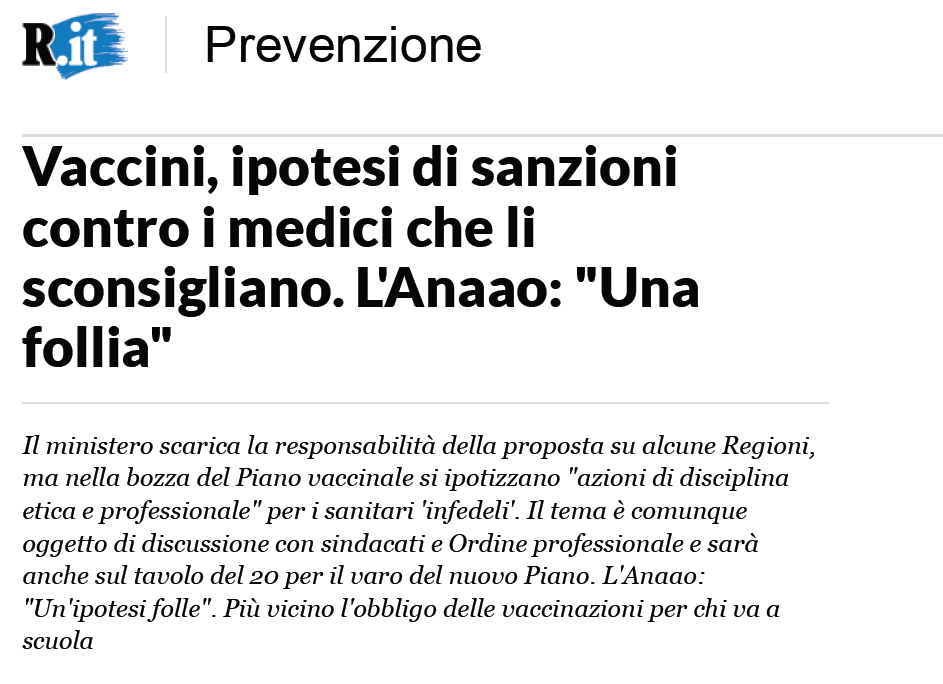 R.it
Prevenzione
Vaccini, ipotesi di sanzioni
contro i medici che li
sconsigliano. L'Anaao: "Una
follia"
Il ministero scarica la responsabilità della proposta su alcune Regioni,
ma nella bozza del Piano vaccinale si ipotizzano "azioni di disciplina
etica e professionale" per i sanitari 'infedeli'. Il tema è comunque
oggetto di discussione con sindacati e Ordine professionale e sarà
anche sul tavolo del 20 per il varo del nuovo Piano. L'Anaao:
"Un'ipotesi folle". Più vicino l'obbligo delle vaccinazioni per chi va a
scuola